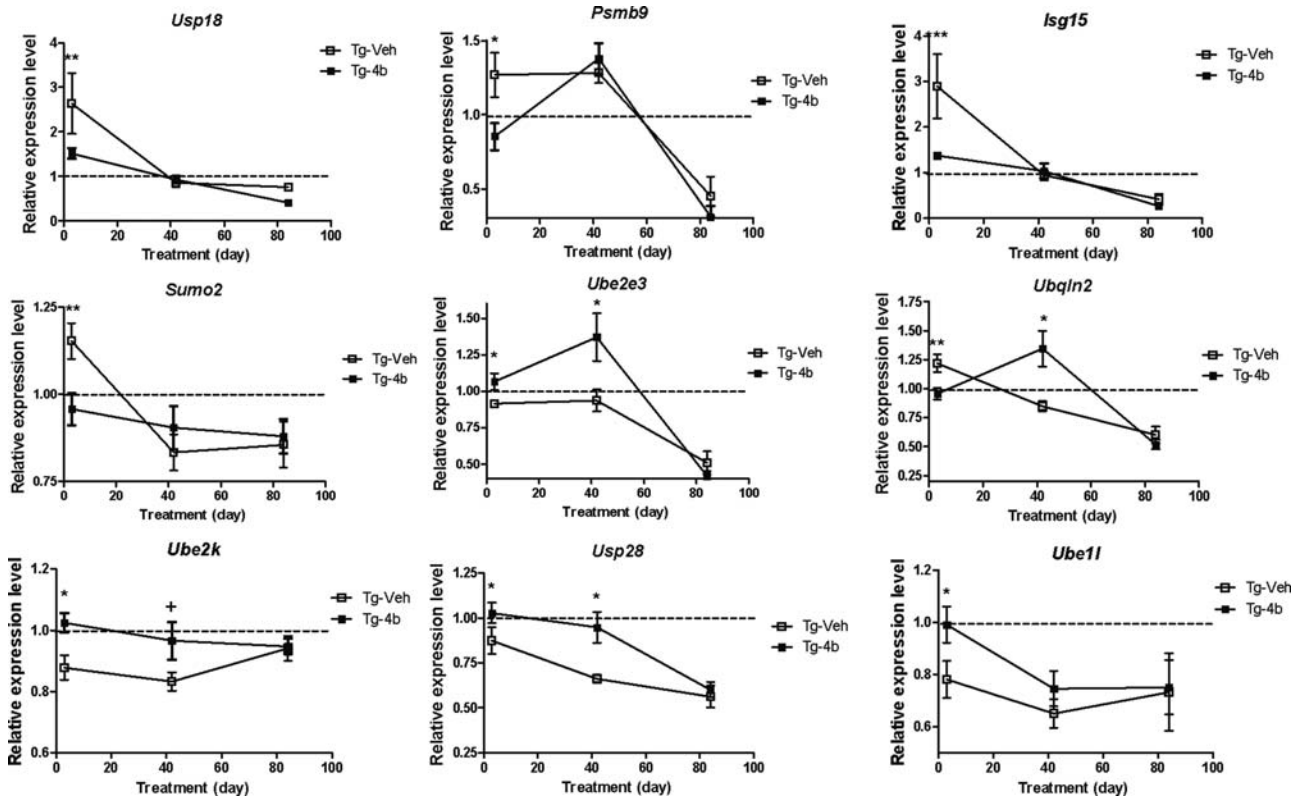 Usp18
Relative expression level
4
3
2
1
0
**
0 20 40 60 80 100
Treatment (day)
Tg-Veh
Tg-4b
Psmb9
Relative expression level
1.5
1.0
0.5
*
0 20 40 60 80 100
Treatment (day)
Tg-Veh
Tg-4b
Isg15
Relative expression level
4
3
2
1
0
***
0 20 40 60 80 100
Treatment (day)
Tg-Veh
Tg-4b
Sumo2
Relative expression level
1.25
1.00
0.75
**
0 20 40 60 80 100
Treatment (day)
Tg-Veh
Tg-4b
Ube2e3
Relative expression level
1.50
1.25
1.00
0.75
0.50
* *
0 20 40 60 80 100
Treatment (day)
Tg-Veh
Tg-4b
Ubqln2
Relative expression level
1.75
1.50
1.25
1.00
0.75
0.50
0.25
** *
0 20 40 60 80 100
Treatment (day)
Tg-Veh
Tg-4b
Ube2k
Relative expression level
1.2
1.0
0.8
0.6
* +
0 20 40 60 80 100
Treatment (day)
Tg-Veh
Tg-4b
Usp28
Relative expression level
1.25
1.00
0.75
0.50
0.25
* *
0 20 40 60 80 100
Treatment (day)
Tg-Veh
Tg-4b
Ube1l
Relative expression level
1.2
1.0
0.8
0.6
*
0 20 40 60 80 100
Treatment (day)
Tg-Veh
Tg-4b